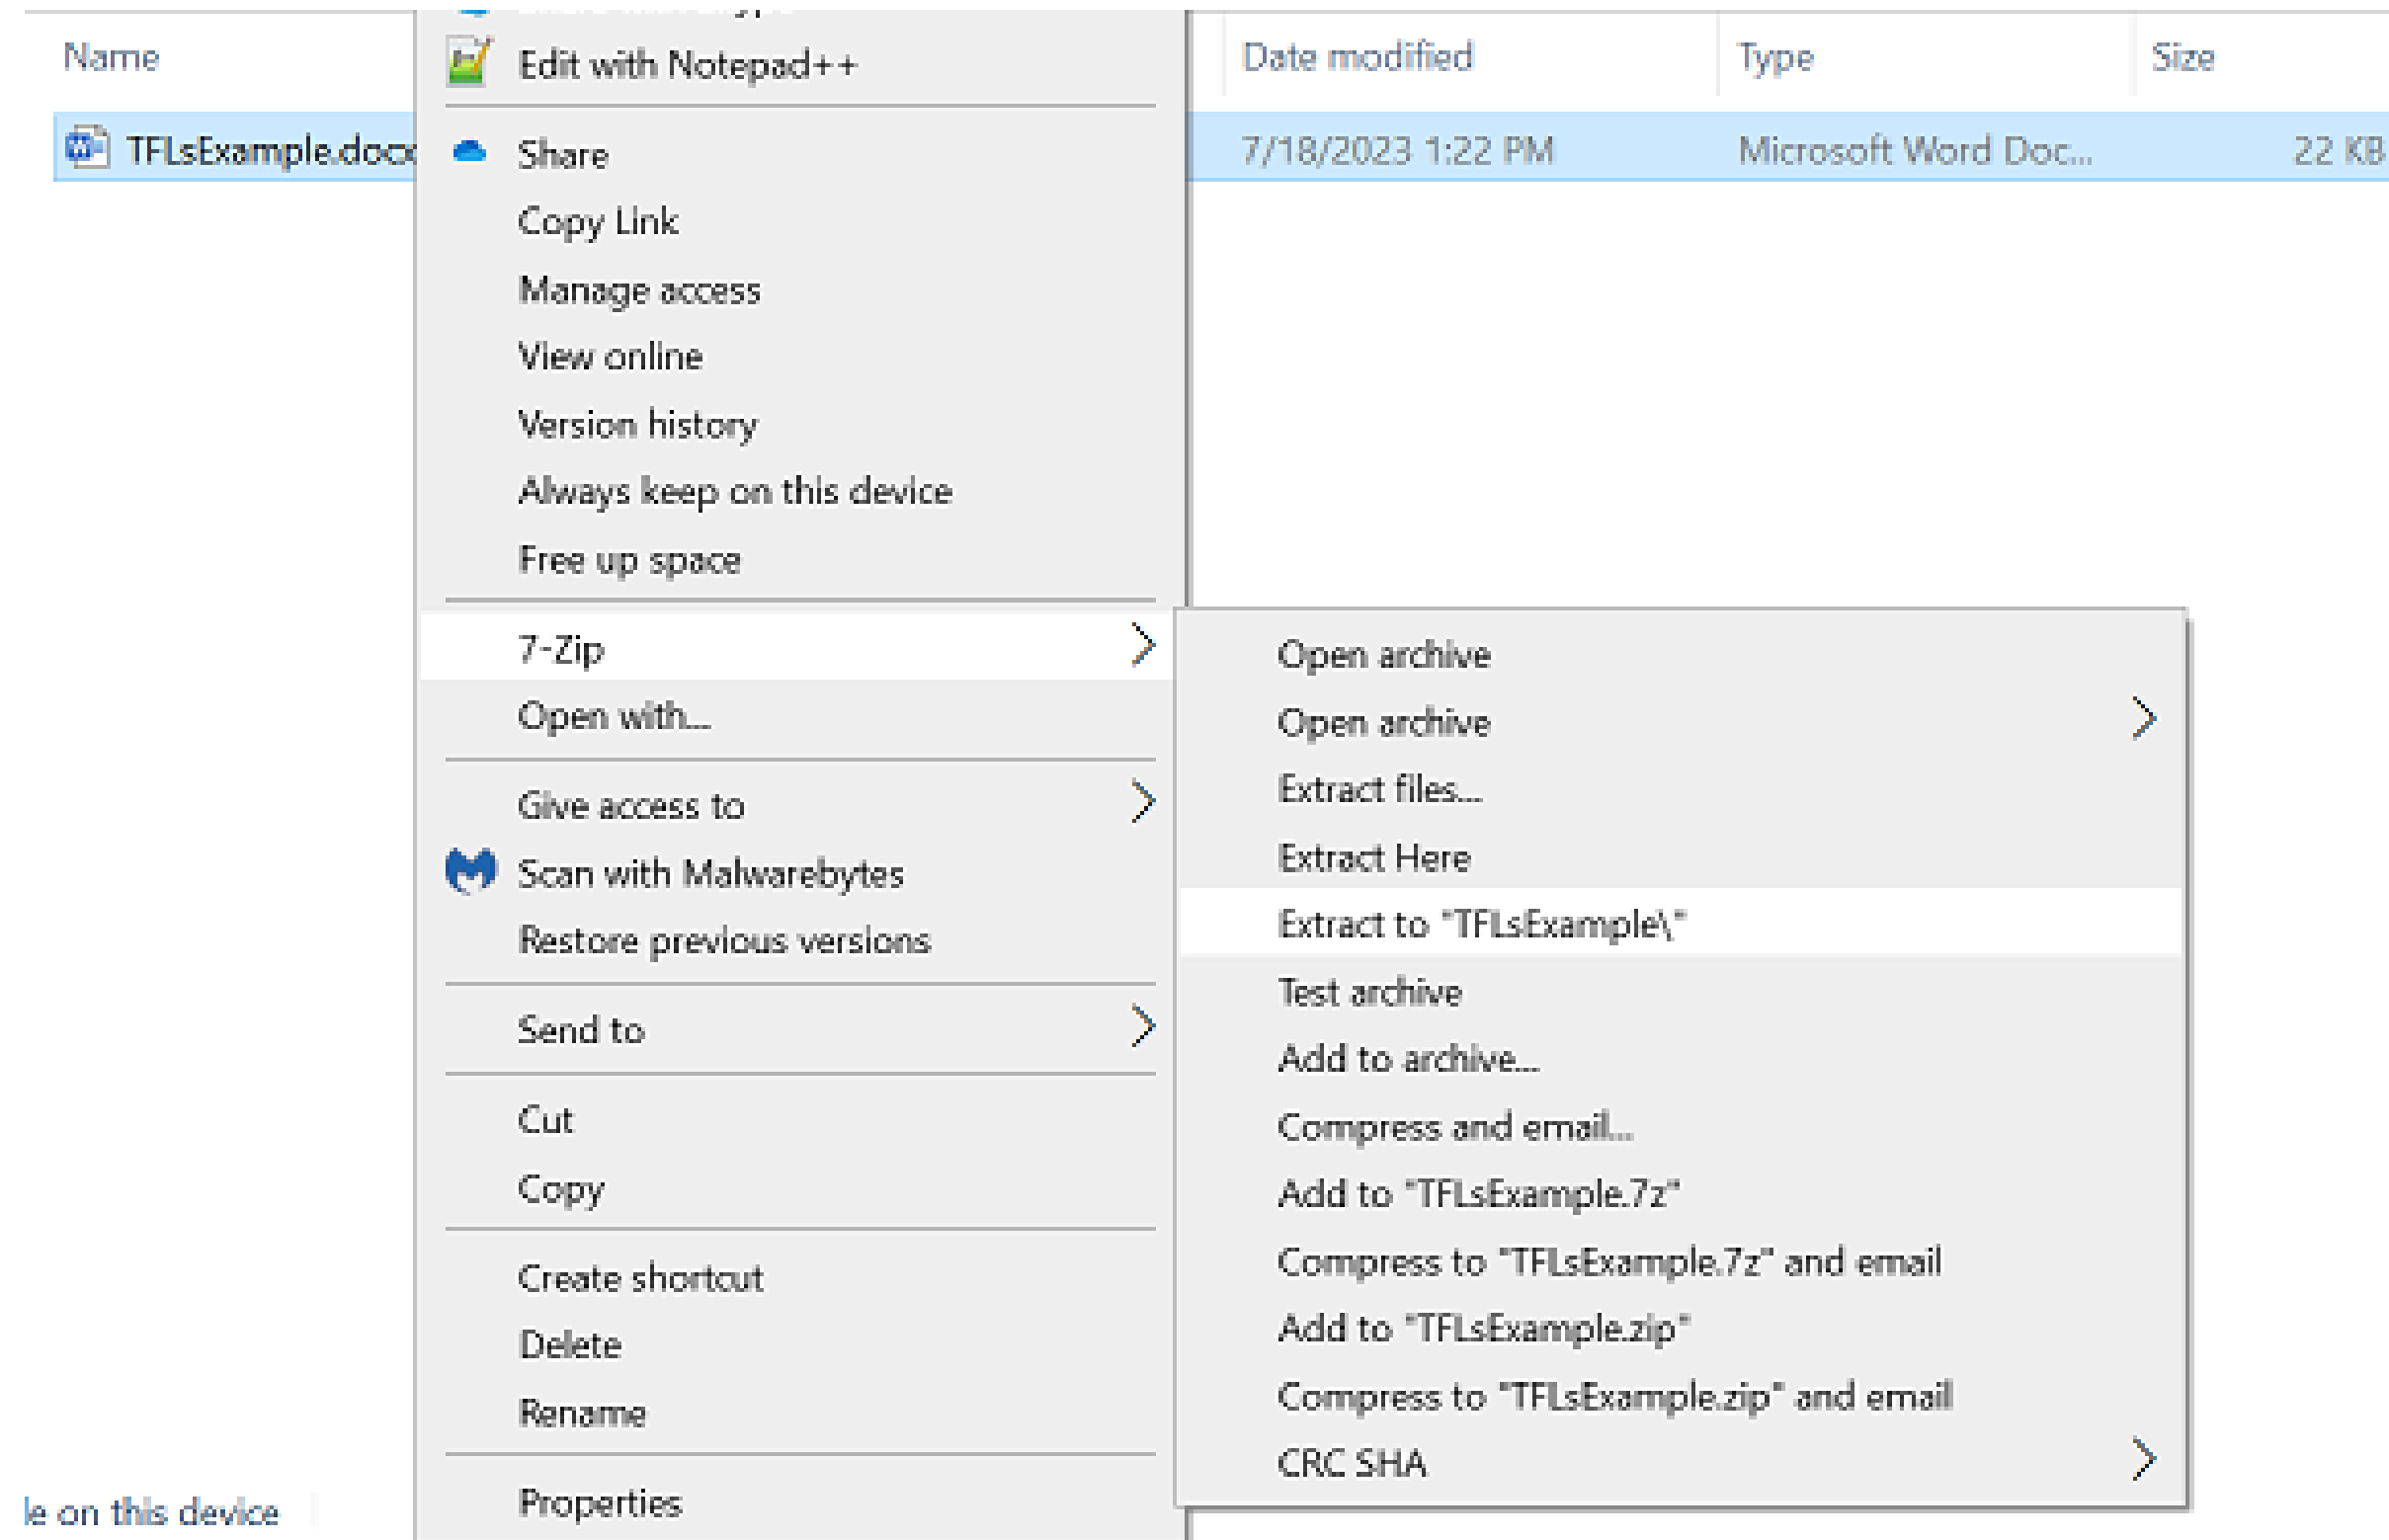 Name Date modified Type Size
TFLsExample.docx 7/18/2023 1:22 PM Microsoft Word Doc... 22 KB
Edit with Notepad++
Share
Copy Link
Manage access
View online
Version history
Always keep on this device
Free up space
7-Zip
Open with...
Give access to
Scan with Malwarebytes
Restore previous versions
Send to
Cut
Copy
Create shortcut
Delete
Rename
Properties
Open archive
Open archive
Extract files...
Extract Here
Extract to "TFLsExample\"
Test archive
Add to archive...
Compress and email...
Add to "TFLsExample.7z"
Compress to "TFLsExample.7z" and email
Add to "TFLsExample.zip"
Compress to "TFLsExample.zip" and email
CRC SHA
le on this device